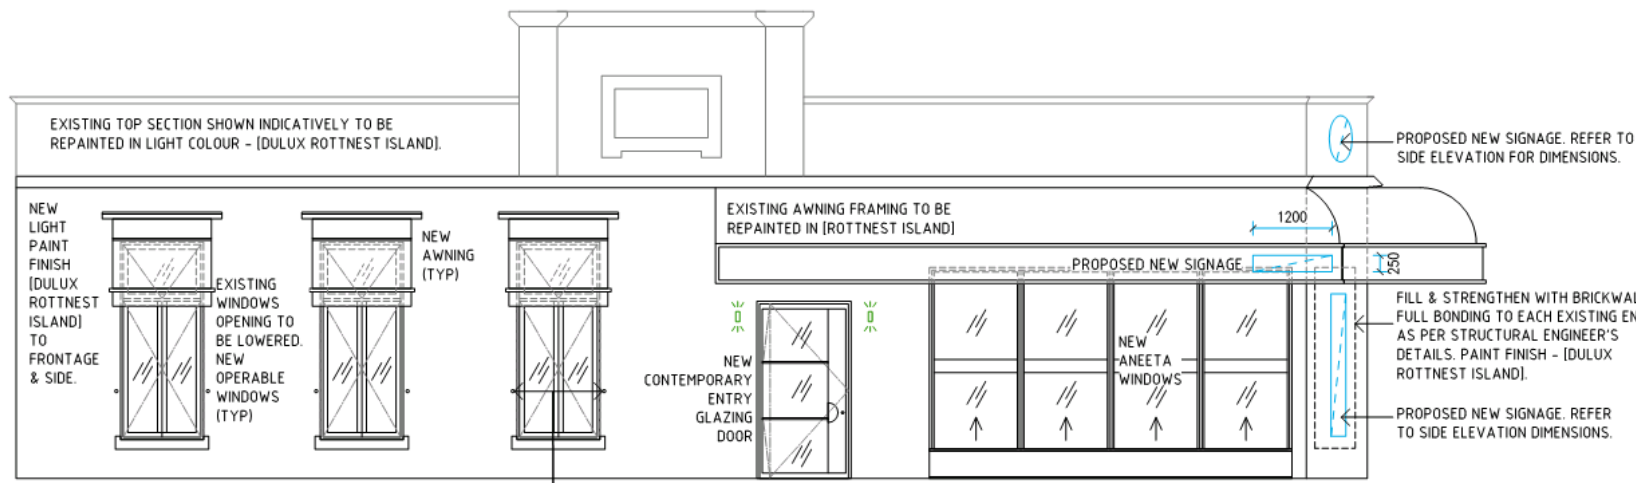 EXISTING TOP SECTION SHOWN INDICATIVELY TO BE
REPAINTED IN LIGHT COLOUR - [DULUX ROTTNEST ISLAND].
PROPOSED NEW SIGNAGE. REFER TO
SIDE ELEVATION FOR DIMENSIONS.
NEW
LIGHT
PAINT
FINISH
[DULUX
ROTTNEST
ISLAND]
TO
FRONTAGE
& SIDE.
EXISTING
WINDOWS
OPENING TO
BE LOWERED.
NEW
OPERABLE
WINDOWS
(TYP)
NEW
AWNING
(TYP)
EXISTING AWNING FRAMING TO BE
REPAINTED IN [ROTTNEST ISLAND]
1200
PROPOSED NEW SIGNAGE
250
NEW
CONTEMPORARY
ENTRY
GLAZING
DOOR
NEW
ANEETA
WINDOWS
FILL & STRENGTHEN WITH BRICKWAL
FULL BONDING TO EACH EXISTING EN
AS PER STRUCTURAL ENGINEER'S
DETAILS. PAINT FINISH - [DULUX
ROTTNEST ISLAND].
PROPOSED NEW SIGNAGE. REFER
TO SIDE ELEVATION DIMENSIONS.